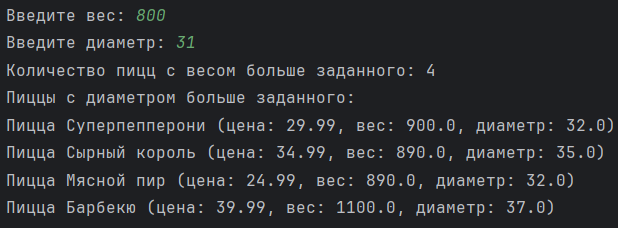 Введите вес: 800
Введите диаметр: 31
Количество пицц с весом больше заданного: 4
Пиццы с диаметром больше заданного:
Пицца Суперпепперони (цена: 29.99, вес: 900.0, диаметр: 32.0)
Пицца Сырный король (цена: 34.99, вес: 890.0, диаметр: 35.0)
Пицца Мясной пир (цена: 24.99, вес: 890.0, диаметр: 32.0)
Пицца Барбекю (цена: 39.99, вес: 1100.0, диаметр: 37.0)